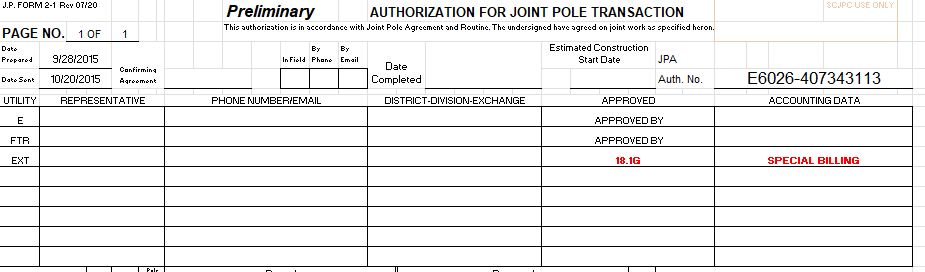 J.P. FORM 2-1 Rev 07/20
Preliminary AUTHORIZATION FOR JOINT POLE TRANSACTION
SCJPC USE ONLY
This authorization is in accordance with Joint Pole Agreement and Routine. The undersigned have agreed on joint work as specified heron.
PAGE NO. 1 OF 1
Date Prepared 9/28/2015
Date Sent 10/20/2015
Confirming Agreement
In Field
By Phone
By Email
Date Completed
Estimated Construction Start Date
JPA
Auth. No. E6026-407343113
UTILITY REPRESENTATIVE PHONE NUMBER/EMAIL DISTRICT-DIVISION-EXCHANGE APPROVED ACCOUNTING DATA
E APPROVED BY
FTR APPROVED BY
EXT 18.1G SPECIAL BILLING